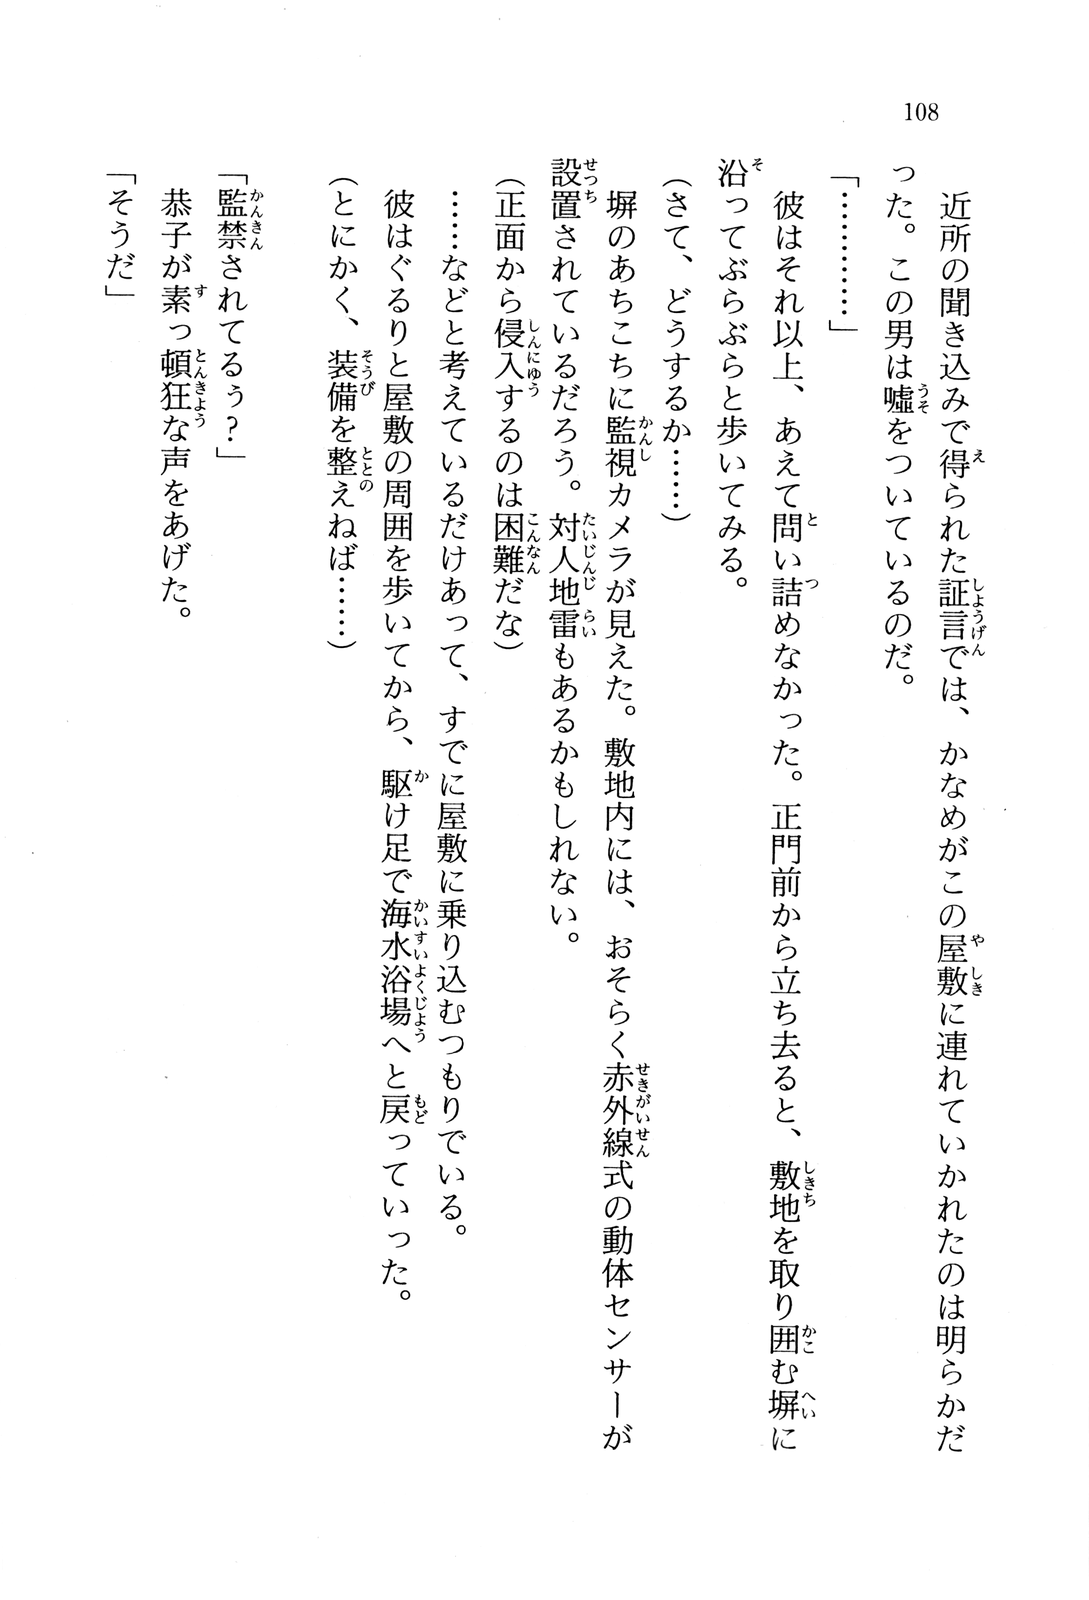 108
　近所の聞き込みで得られた証言では、かなめがこの屋敷に連れていかれたのは明らかだ
った。この男は嘘をついているのだ。
「…………」
　彼はそれ以上、あえて問い詰めなかった。正門前から立ち去ると、敷地を取り囲む塀に
沿ってぶらぶらと歩いてみる。
（さて、どうするか……）
　塀のあちこちに監視カメラが見えた。敷地内には、おそらく赤外線式の動体センサーが
設置されているだろう。対人地雷もあるかもしれない。
（正面から侵入するのは困難だな）
　……などと考えているだけあって、すでに屋敷に乗り込むつもりでいる。
　彼はぐるりと屋敷の周囲を歩いてから、駆け足で海水浴場へと戻っていった。
（とにかく、装備を整えねば……）
「監禁されてるぅ？」
　恭子が素っ頓狂な声をあげた。
「そうだ」